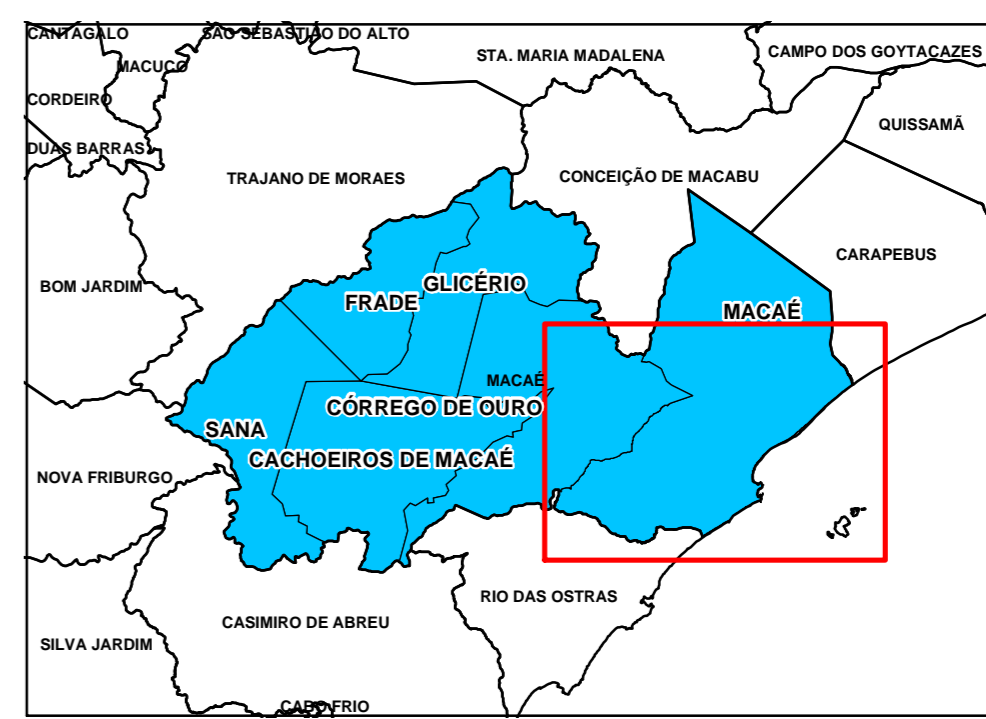 CANTAGALO
SÃO SEBASTIÃO DO ALTO
STA. MARIA MADALENA
CAMPO DOS GOYTACAZES
MACUCO
CORDEIRO
QUISSAMÃ
DUAS BARRAS
TRAJANO DE MORAES
CONCEIÇÃO DE MACABU
CARAPEBUS
BOM JARDIM
GLICÉRIO
FRADE
MACAÉ
MACAÉ
CÓRREGO DE OURO
SANA
CACHOEIROS DE MACAÉ
NOVA FRIBURGO
RIO DAS OSTRAS
CASIMIRO DE ABREU
SILVA JARDIM
CABO FRIO